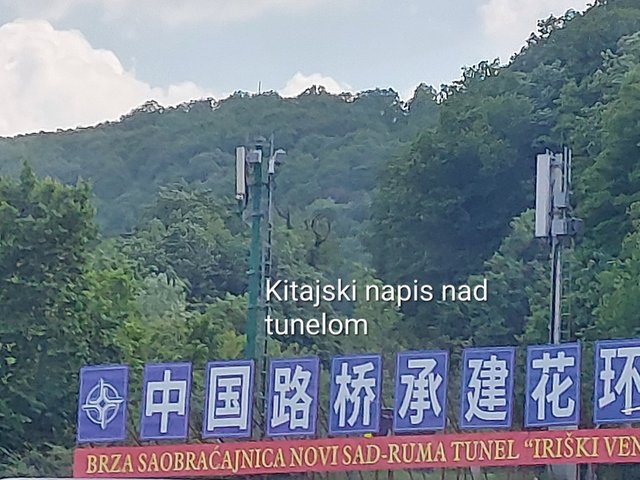 Kitajski napis nad
tunelom
中国路桥承建花环
BRZA SAOBRAĆAJNICA NOVI SAD-RUMA TUNEL "IRIŠKI VEN